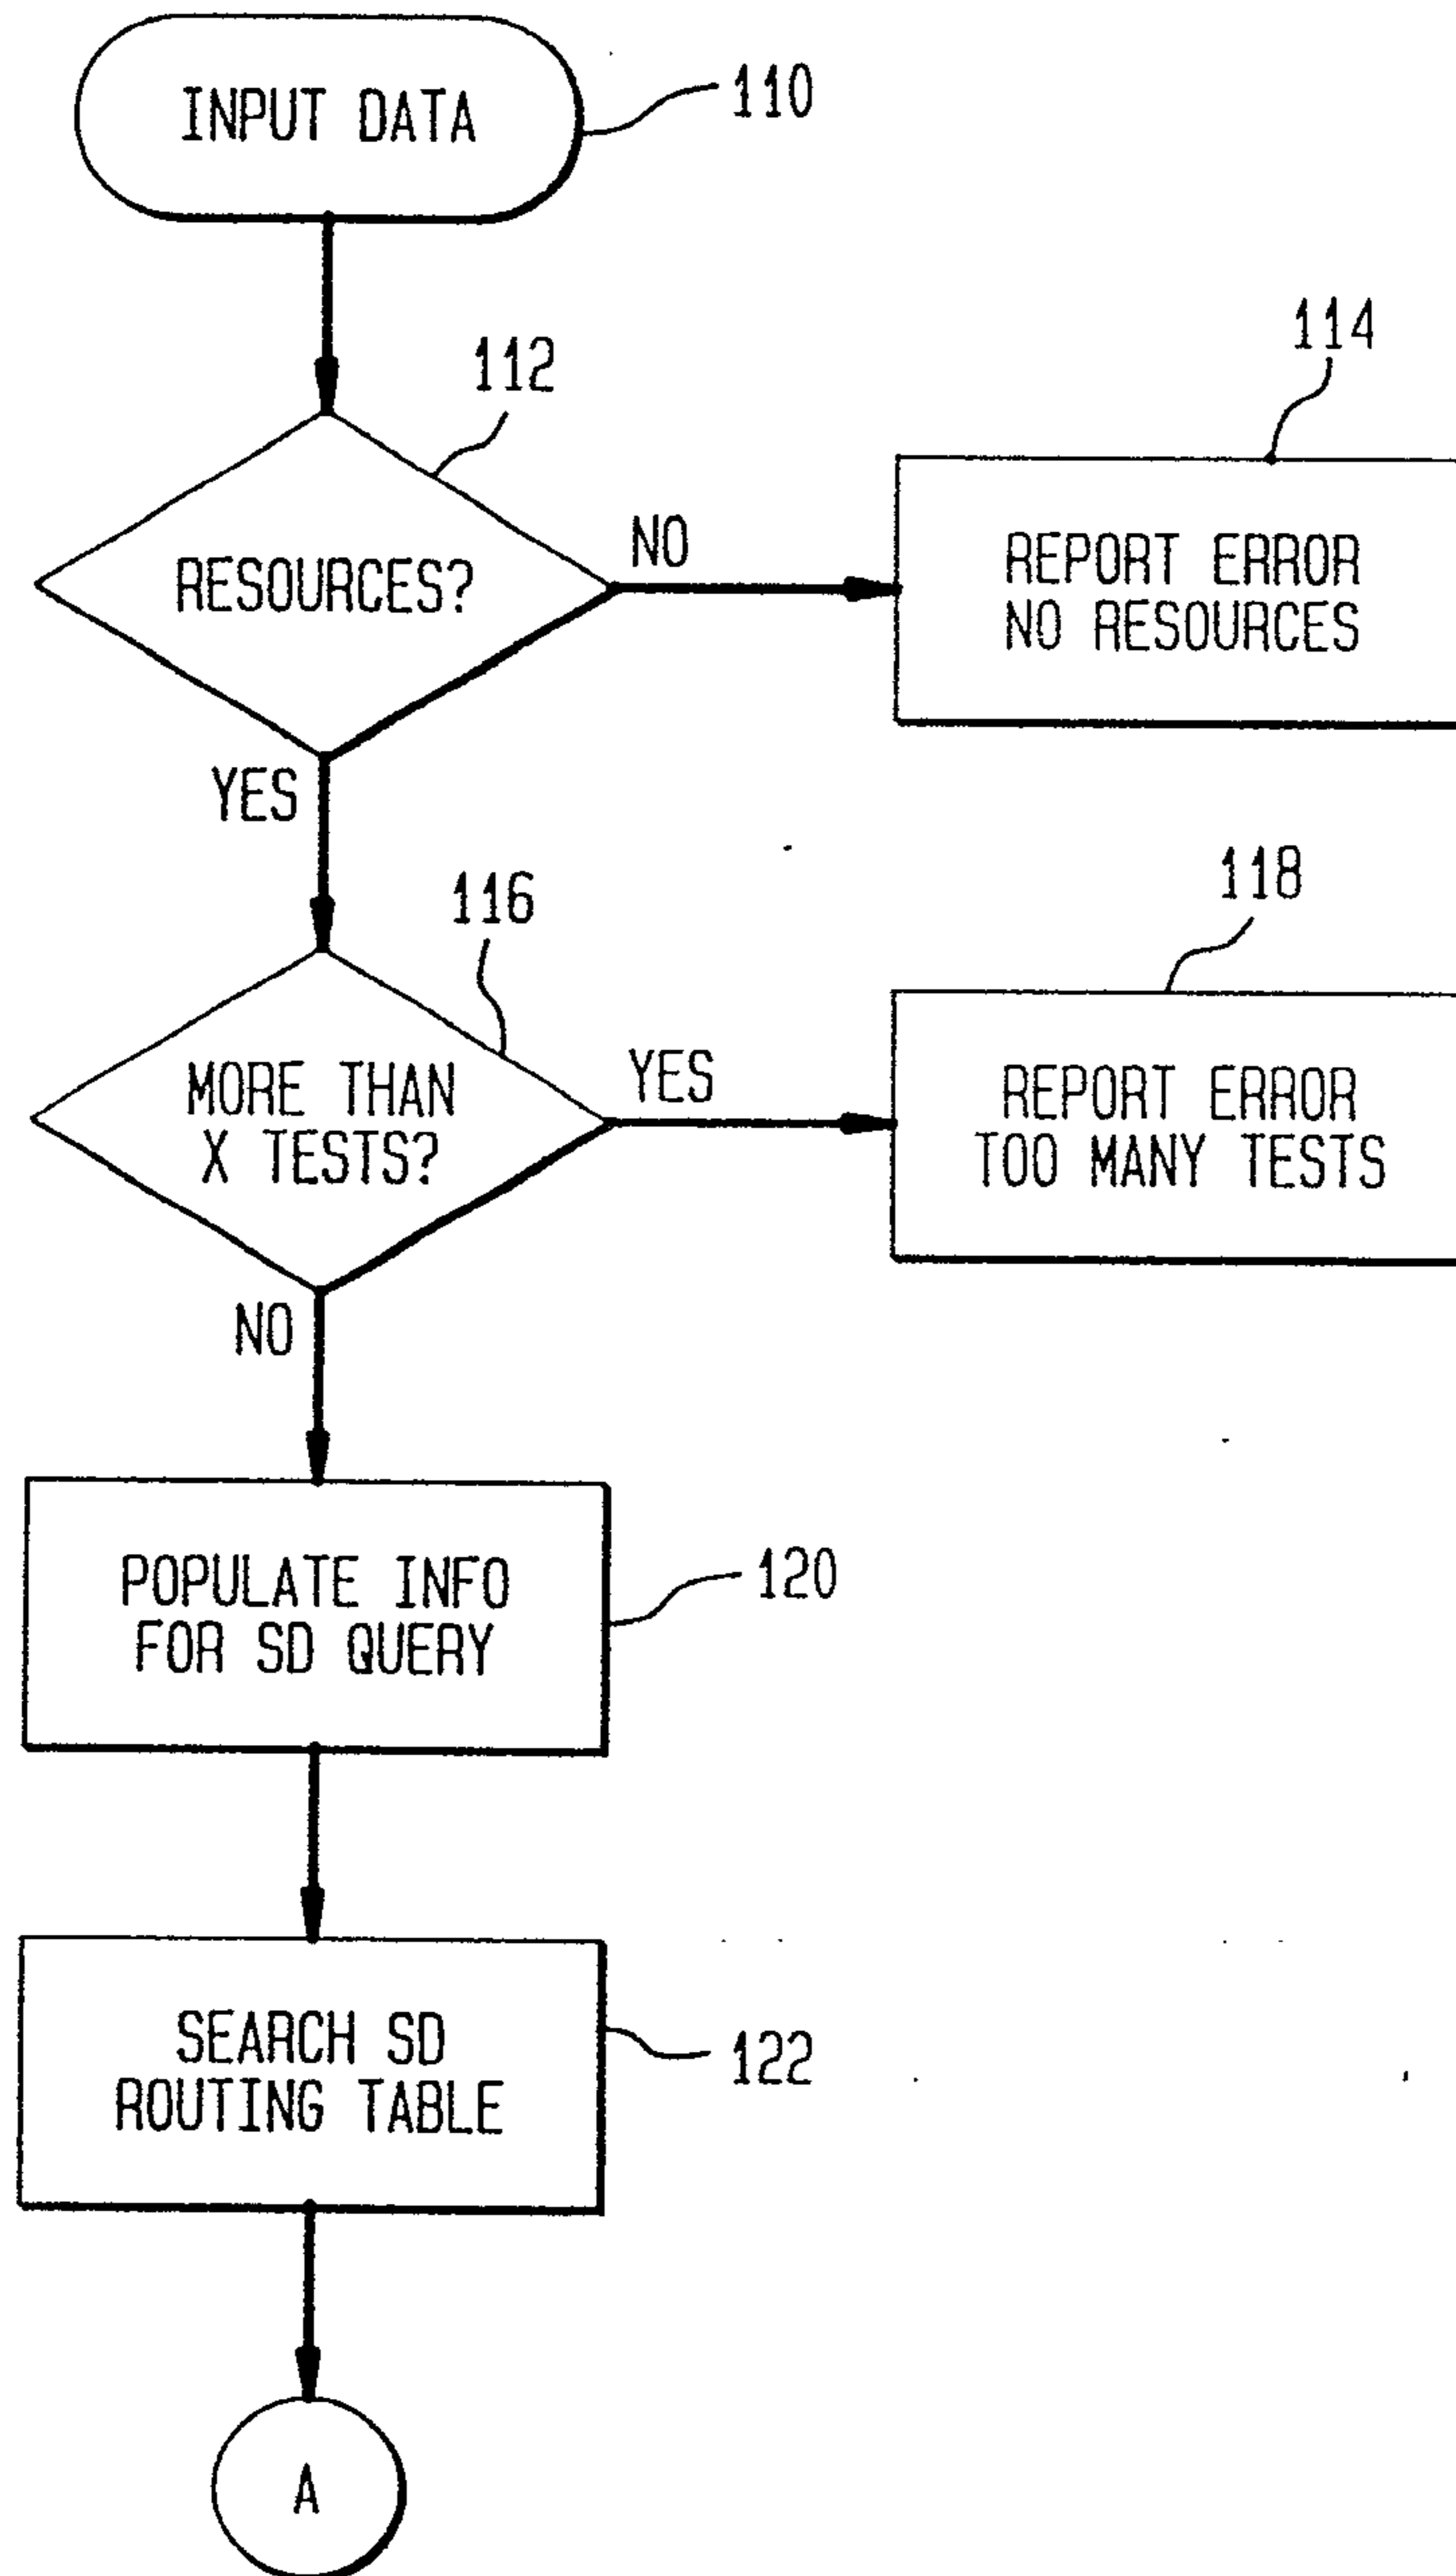 INPUT DATA
110
112
RESOURCES?
NO
114
REPORT ERROR
NO RESOURCES
YES
116
MORE THAN
X TESTS?
YES
118
REPORT ERROR
TOO MANY TESTS
NO
POPULATE INFO
FOR SD QUERY
120
SEARCH SD
ROUTING TABLE
122
A